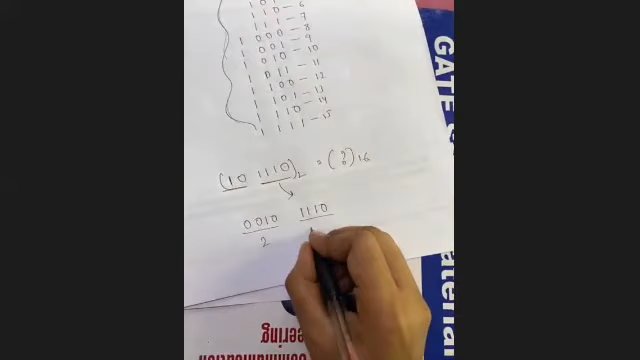 1 1 0 – 6
1 1 1 – 7
1 0 0 0 – 8
1 0 0 1 – 9
1 0 1 0 – 10
1 0 1 1 – 11
1 1 0 0 – 12
1 1 0 1 – 13
1 1 1 0 – 14
1 1 1 1 – 15
(10 1110)2 = (?)16
0010 1110
2
GATE
aterial
Communication